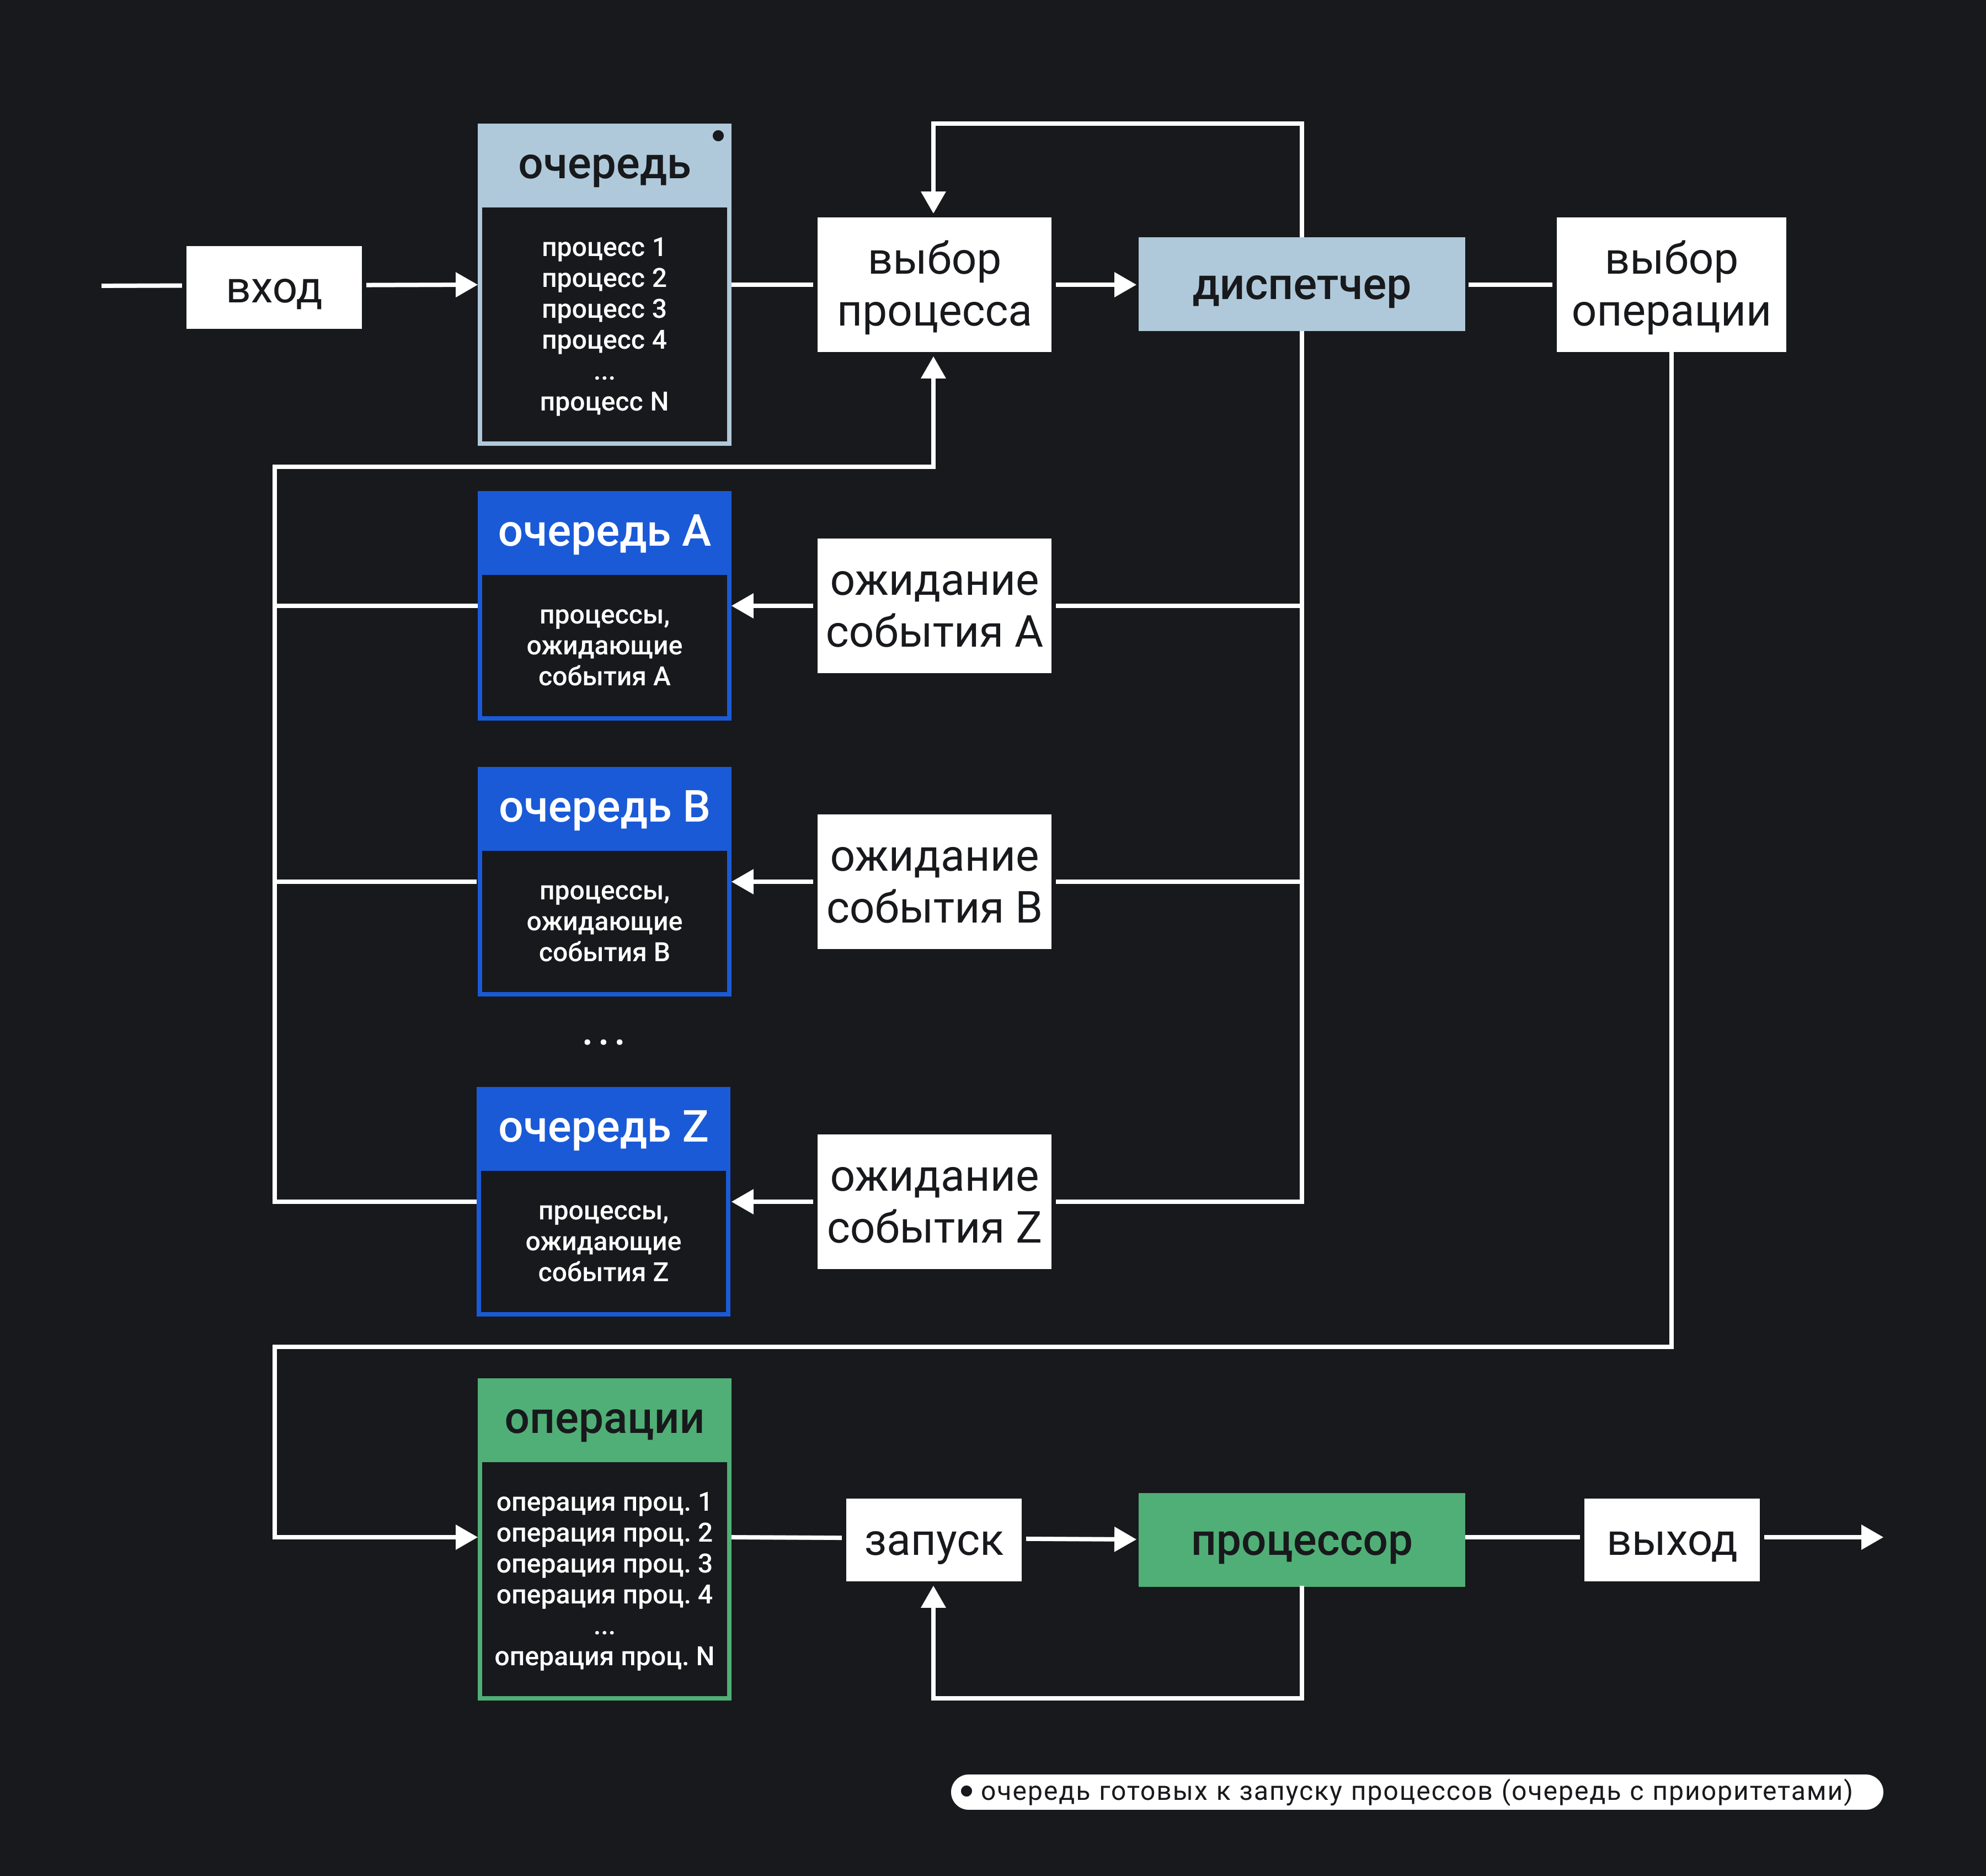 очередь
вход
процесс 1
процесс 2
процесс 3
процесс 4
...
процесс N
выбор
процесса
диспетчер
выбор
операции
очередь A
процессы,
ожидающие
события A
ожидание
события A
очередь B
процессы,
ожидающие
события B
ожидание
события B
...
очередь Z
процессы,
ожидающие
события Z
ожидание
события Z
операции
операция проц. 1
операция проц. 2
операция проц. 3
операция проц. 4
...
операция проц. N
запуск
процессор
выход
• очередь готовых к запуску процессов (очередь с приоритетами)